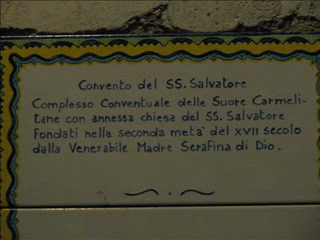 Convento del SS. Salvatore
Complesso Conventuale delle Suore Carmeli-
tane con annessa chiesa del SS. Salvatore
Fondati nella seconda metà del XVII secolo
dalla Venerabile Madre Serafina di Dio.